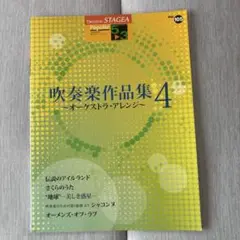 STAGEA
吹奏楽作品集4
～オーケストラ・アレンジ～
伝説のアイルランド
さくらのうた
"地球"-美しき惑星-
シャコンヌ
オーメンズ・オブ・ラブ